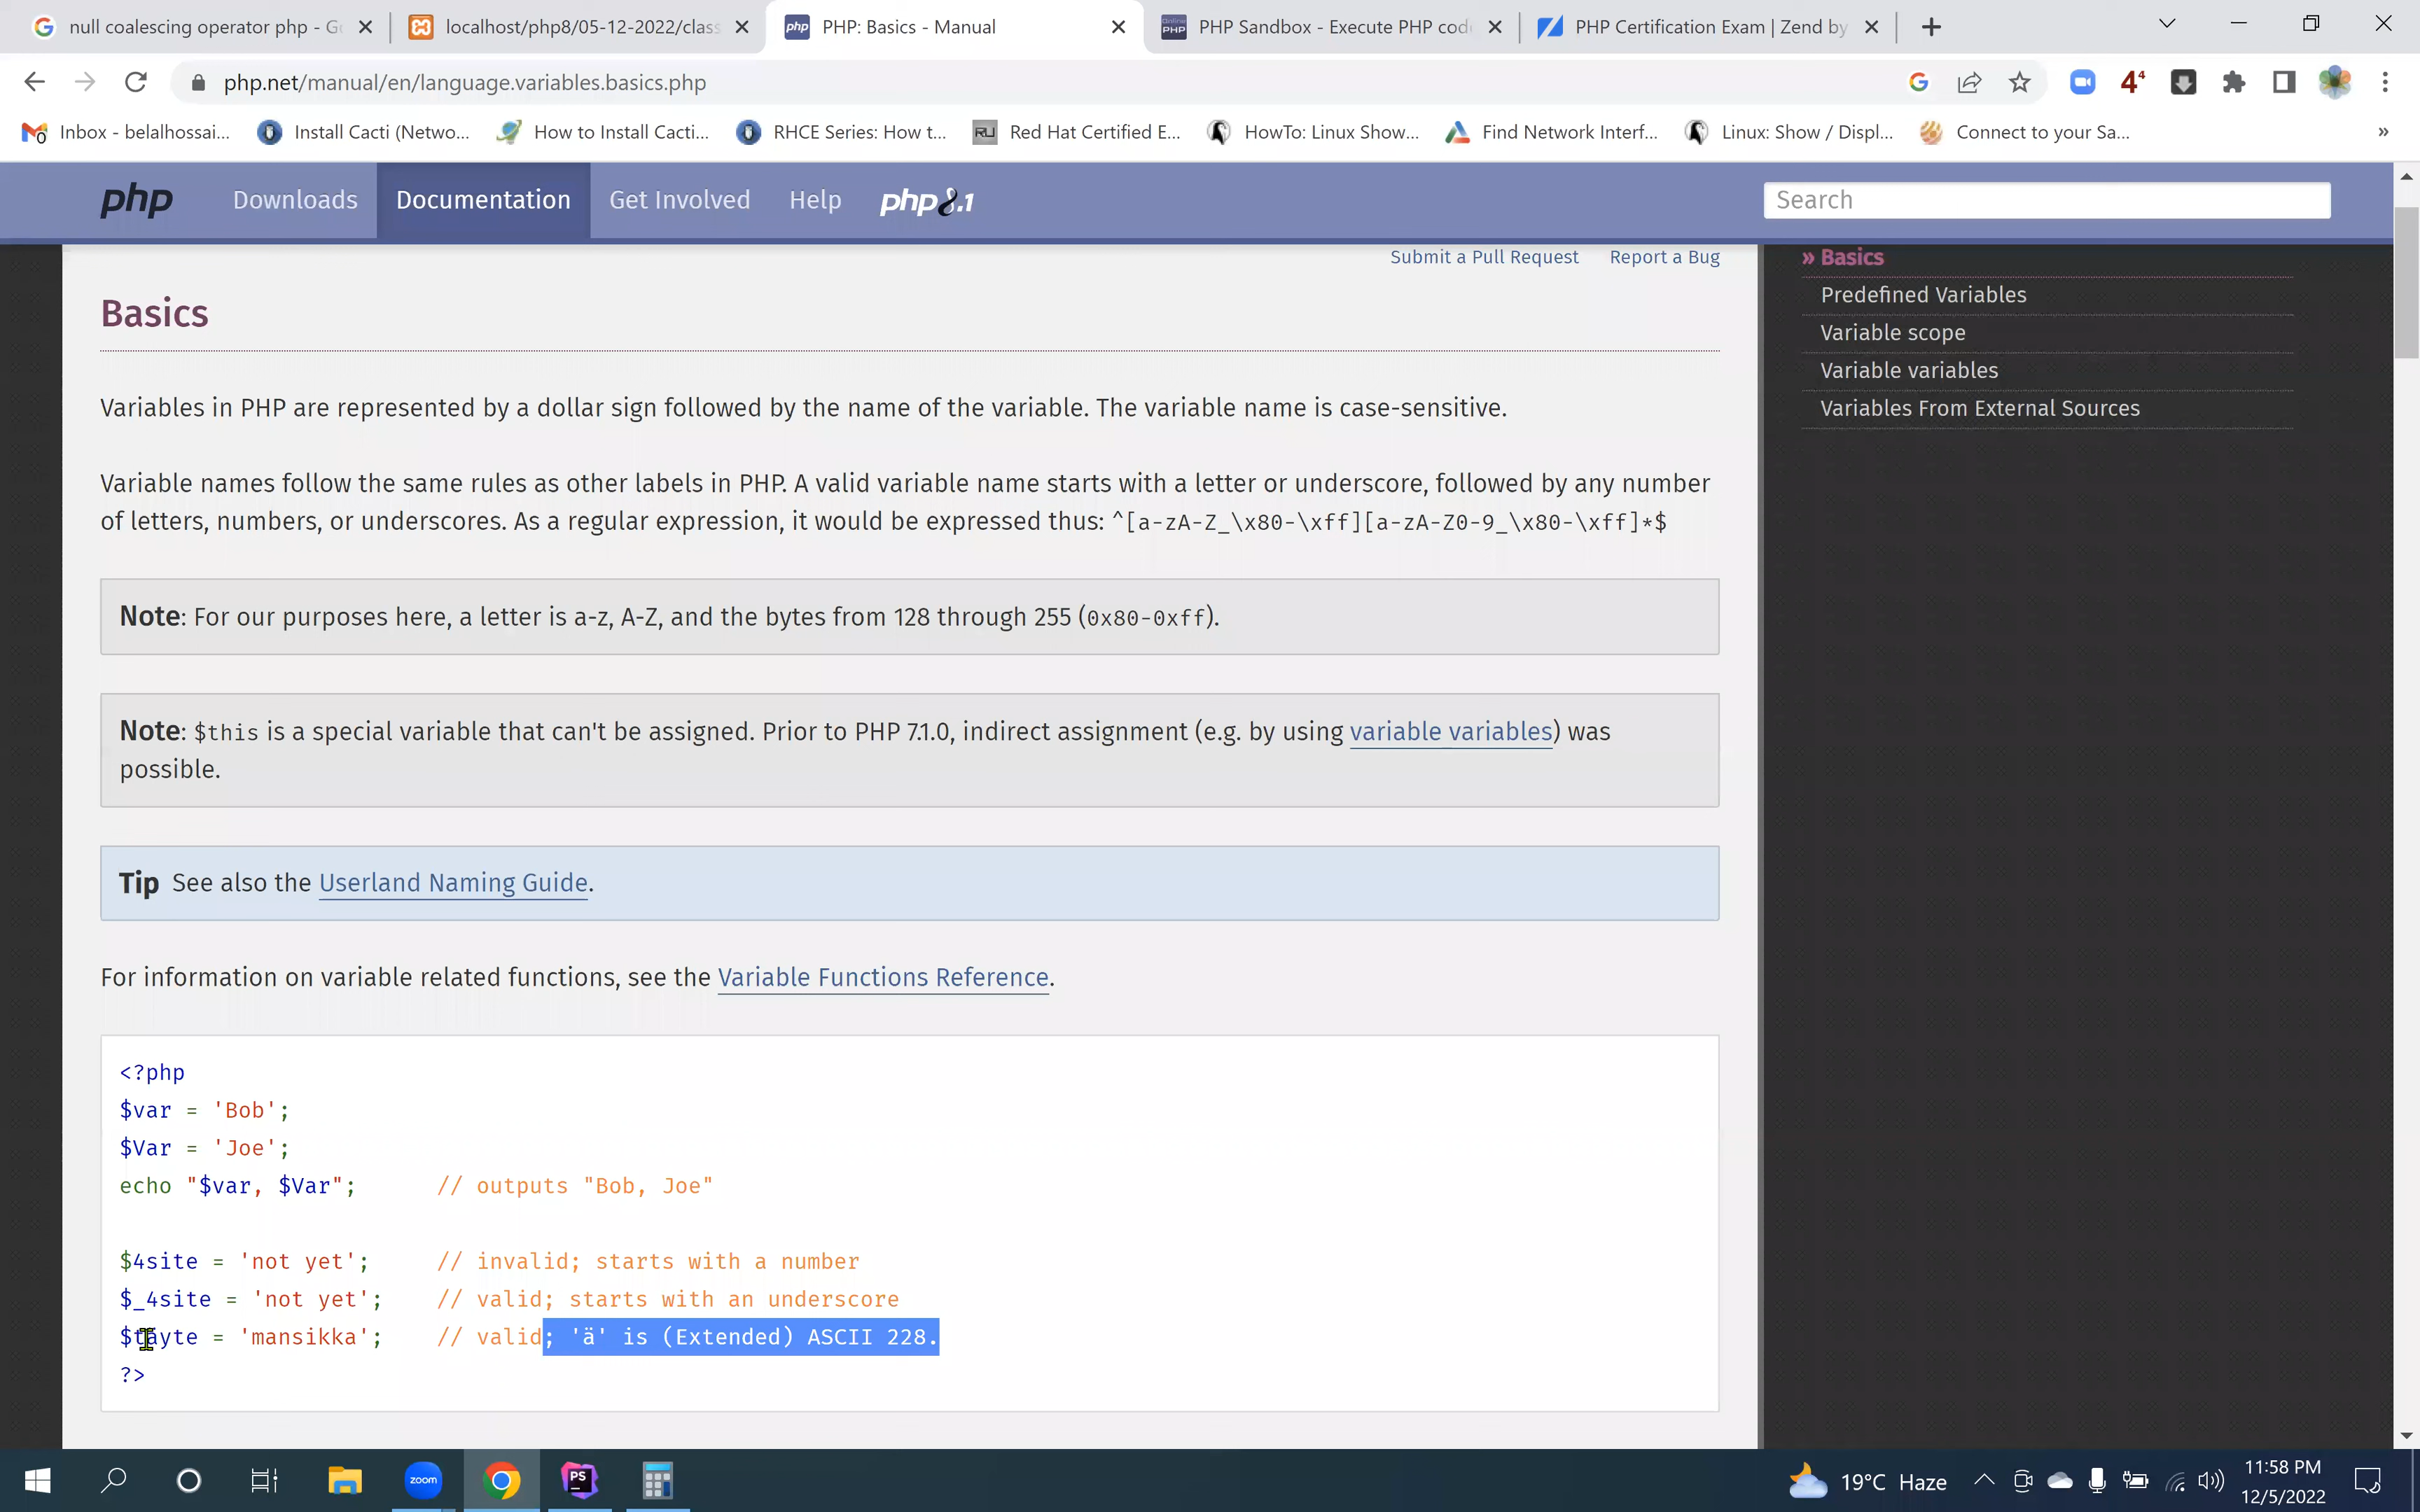 null coalescing operator php - Go
localhost/php8/05-12-2022/class
PHP: Basics - Manual
PHP Sandbox - Execute PHP code
PHP Certification Exam | Zend by
php.net/manual/en/language.variables.basics.php
Inbox - belalhossai...
Install Cacti (Netwo...
How to Install Cacti...
RHCE Series: How t...
Red Hat Certified E...
HowTo: Linux Show...
Find Network Interf...
Linux: Show / Displ...
Connect to your Sa...
»
php
Downloads
Documentation
Get Involved
Help
php8.1
Search
Submit a Pull Request
Report a Bug
» Basics
Predefined Variables
Variable scope
Variable variables
Variables From External Sources
Basics
Variables in PHP are represented by a dollar sign followed by the name of the variable. The variable name is case-sensitive.
Variable names follow the same rules as other labels in PHP. A valid variable name starts with a letter or underscore, followed by any number
of letters, numbers, or underscores. As a regular expression, it would be expressed thus: ^[a-zA-Z_\x80-\xff][a-zA-Z0-9_\x80-\xff]*$
Note: For our purposes here, a letter is a-z, A-Z, and the bytes from 128 through 255 (0x80-0xff).
Note: $this is a special variable that can't be assigned. Prior to PHP 7.1.0, indirect assignment (e.g. by using variable variables) was
possible.
Tip See also the Userland Naming Guide.
For information on variable related functions, see the Variable Functions Reference.
<?php
$var = 'Bob';
$Var = 'Joe';
echo "$var, $Var"; // outputs "Bob, Joe"
$4site = 'not yet'; // invalid; starts with a number
$_4site = 'not yet'; // valid; starts with an underscore
$täyte = 'mansikka'; // valid; 'ä' is (Extended) ASCII 228.
?>
zoom
PS
19°C Haze
11:58 PM
12/5/2022